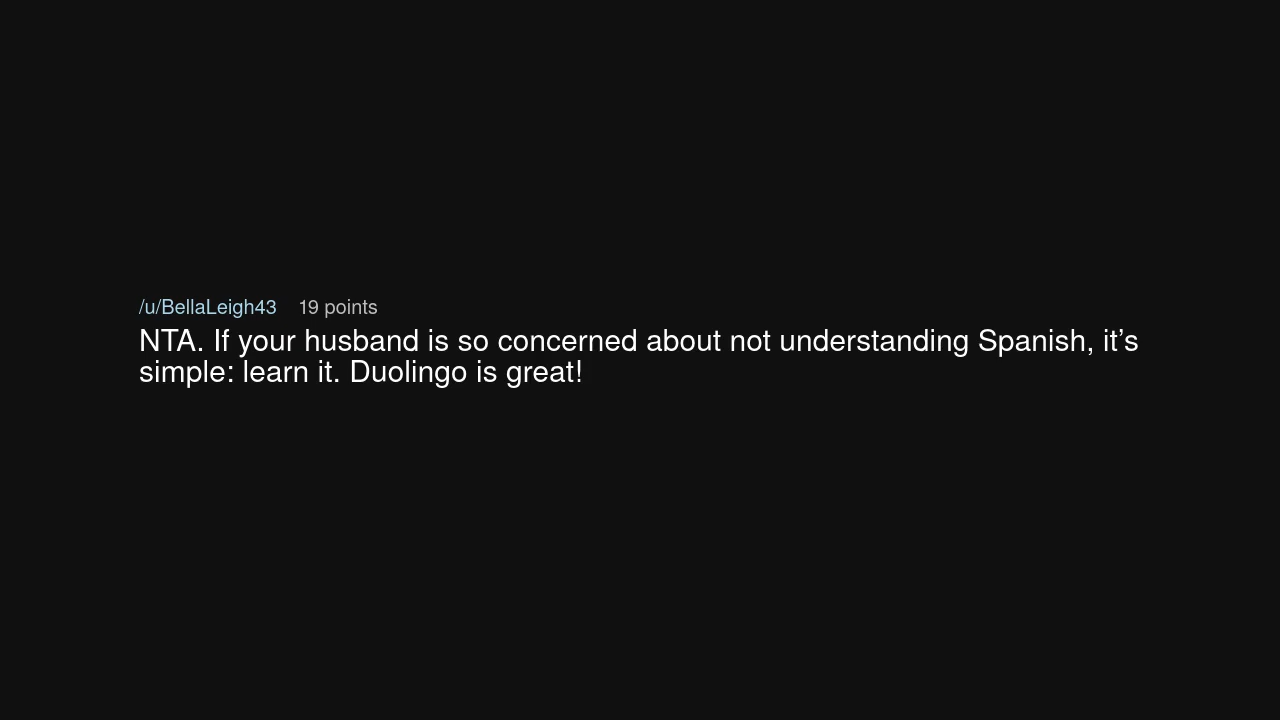 /u/BellaLeigh43 19 points
NTA. If your husband is so concerned about not understanding Spanish, it’s
simple: learn it. Duolingo is great!